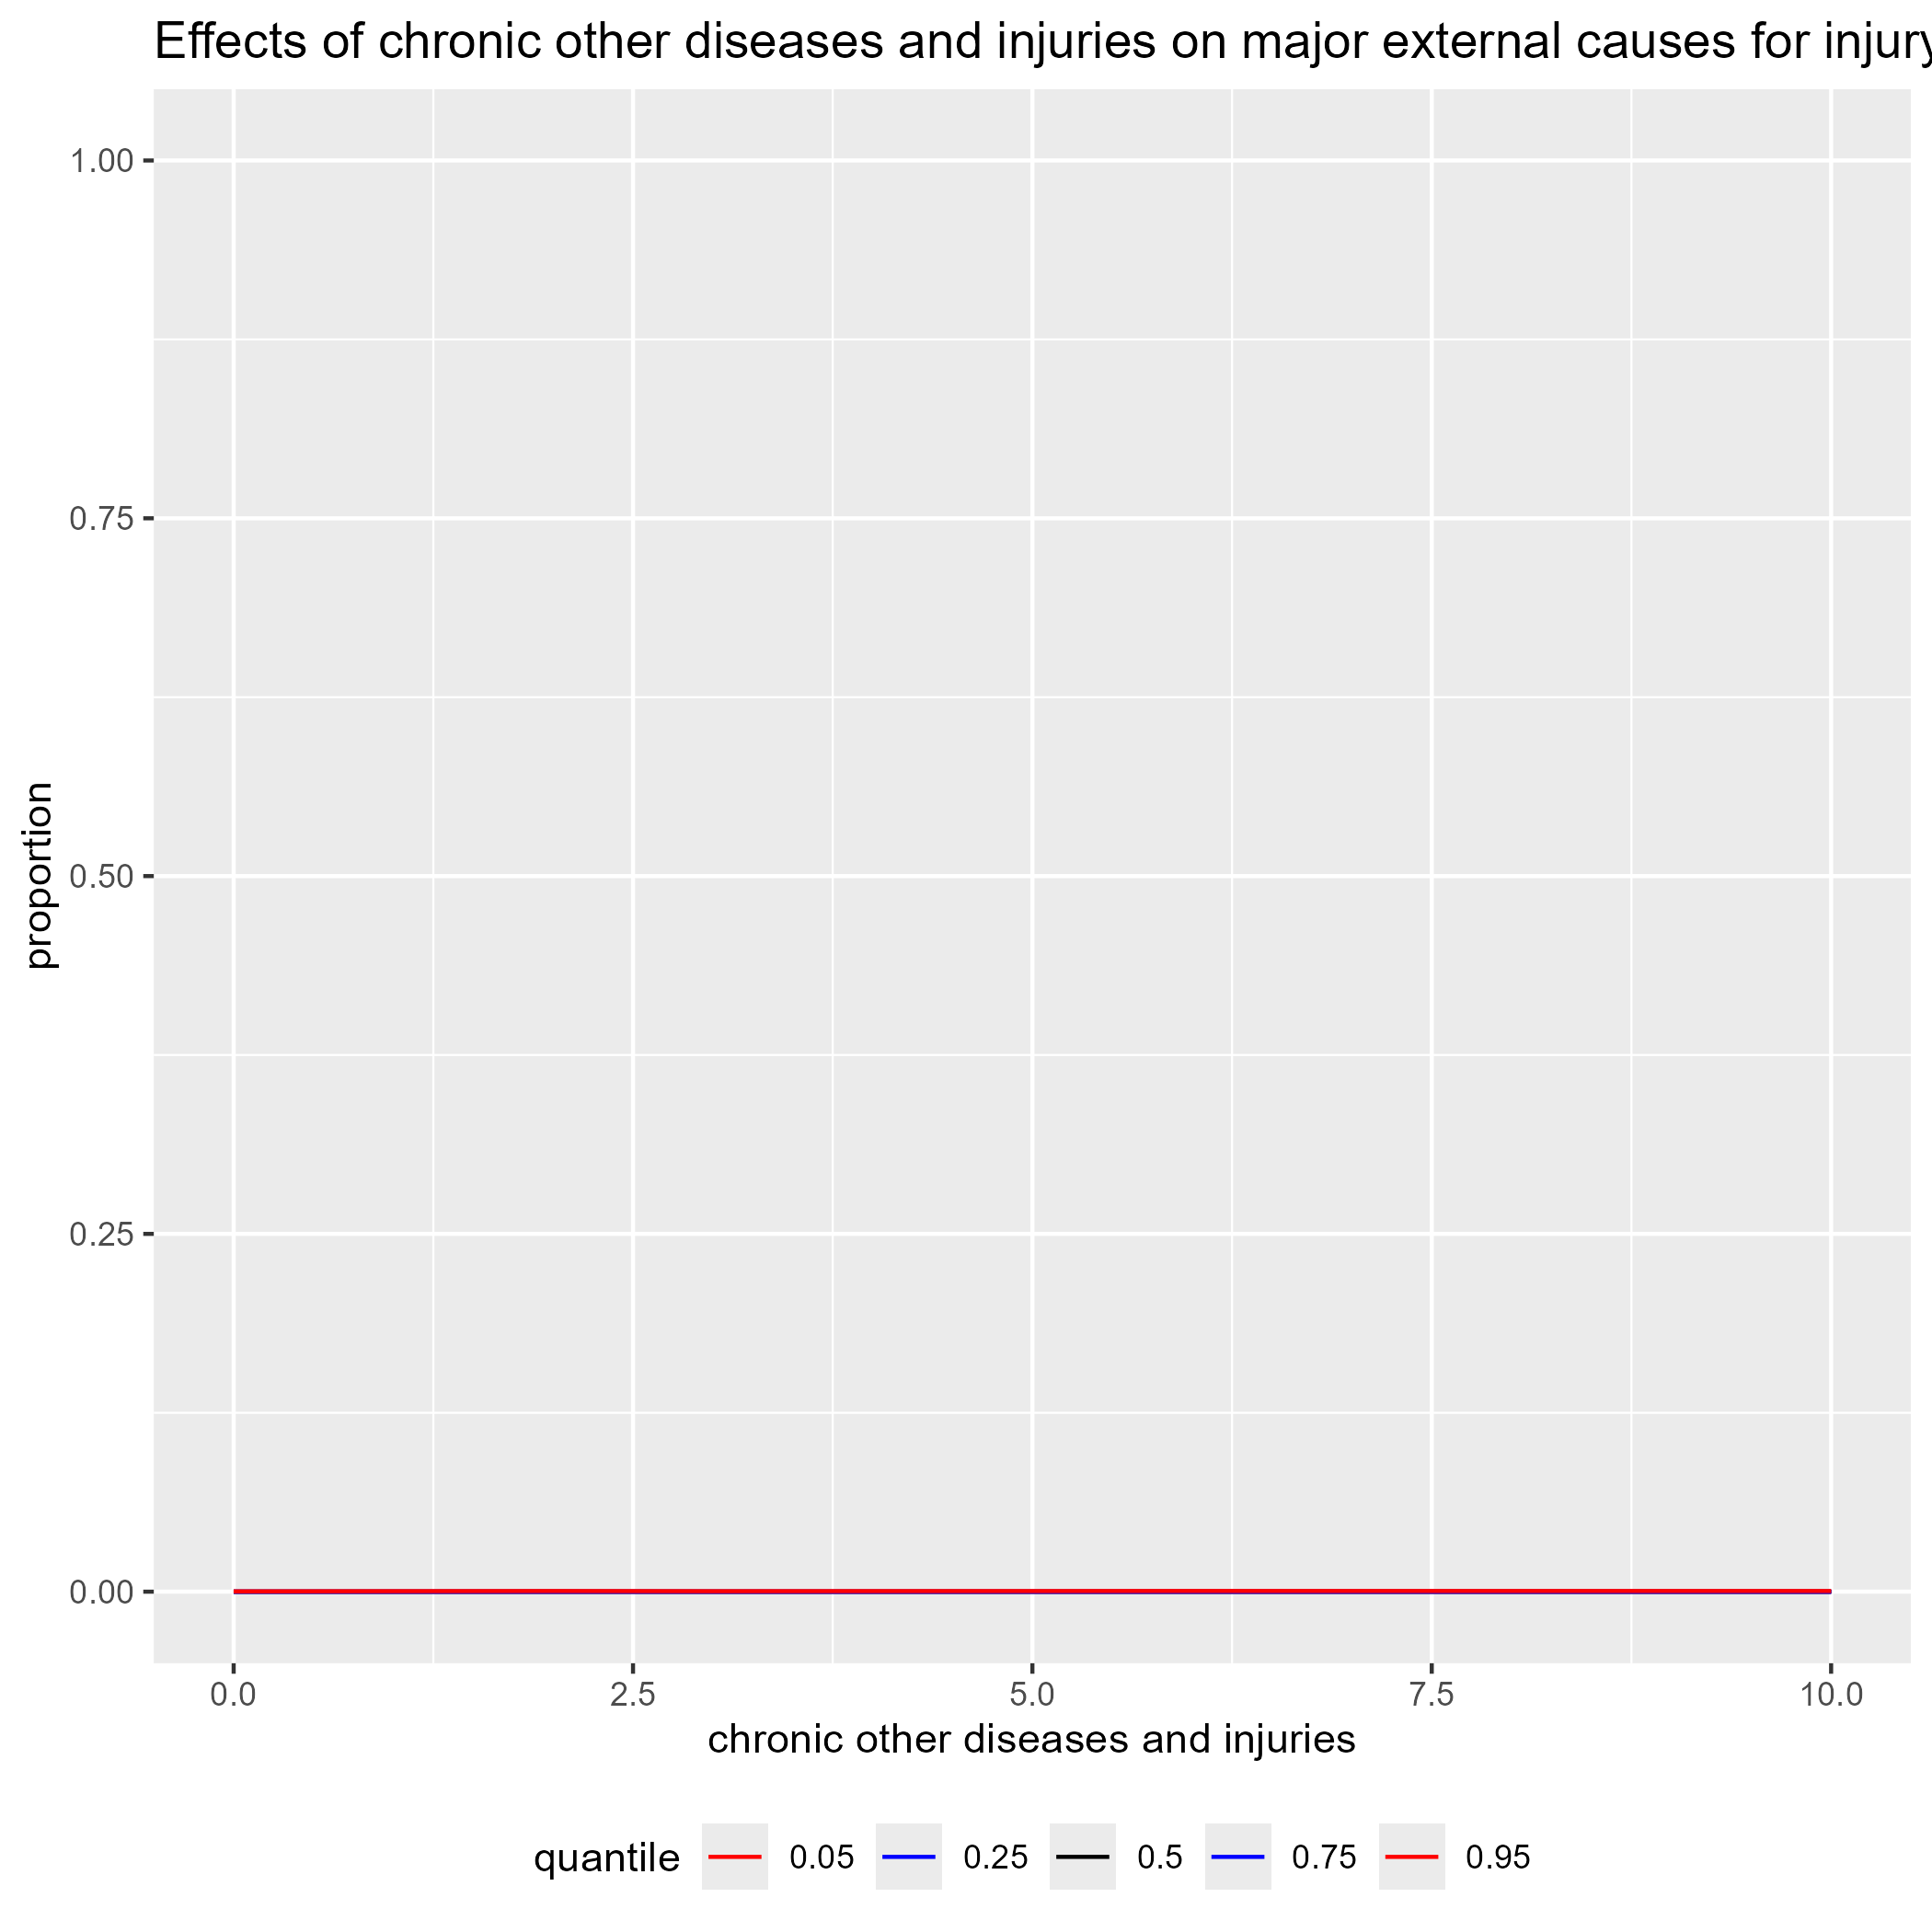 Effects of chronic other diseases and injuries on major external causes for injury
1.00
0.75
0.50
0.25
0.00
proportion
0.0 2.5 5.0 7.5 10.0
chronic other diseases and injuries
quantile 0.05 0.25 0.5 0.75 0.95